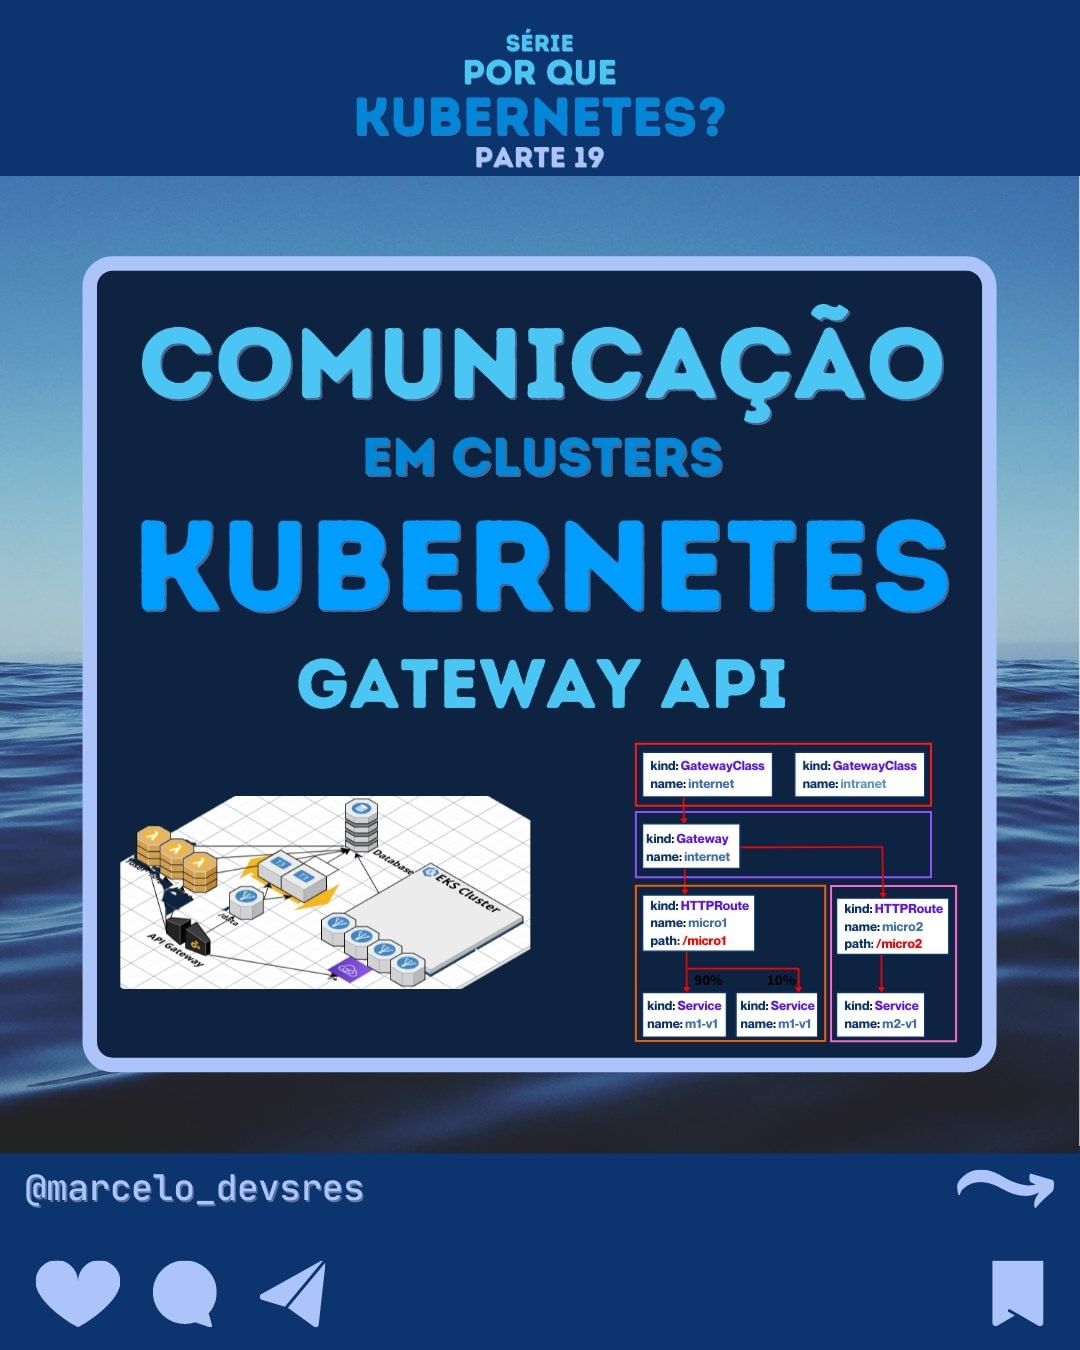 SÉRIE
POR QUE
KUBERNETES?
PARTE 19
COMUNICAÇÃO
EM CLUSTERS
KUBERNETES
GATEWAY API
Database
EKS Cluster
API Gateway
kind: GatewayClass
name: internet
kind: GatewayClass
name: intranet
kind: Gateway
name: internet
kind: HTTPRoute
name: micro1
path: /micro1
kind: HTTPRoute
name: micro2
path: /micro2
90%
10%
kind: Service
name: m1-v1
kind: Service
name: m1-v1
kind: Service
name: m2-v1
@marcelo_devsres